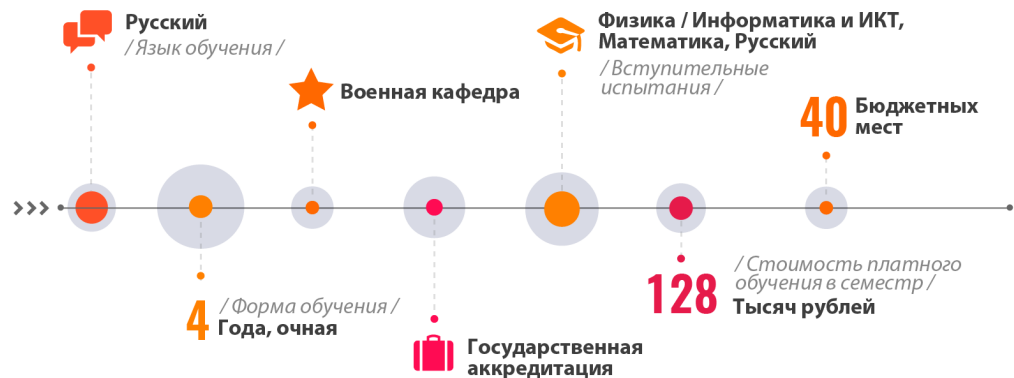 Русский
/ Язык обучения /
4
/ Форма обучения /
Года, очная
Военная кафедра
Государственная
аккредитация
Физика / Информатика и ИКТ,
Математика, Русский
/ Вступительные
испытания /
128
/ Стоимость платного
обучения в семестр /
Тысяч рублей
40
Бюджетных
мест